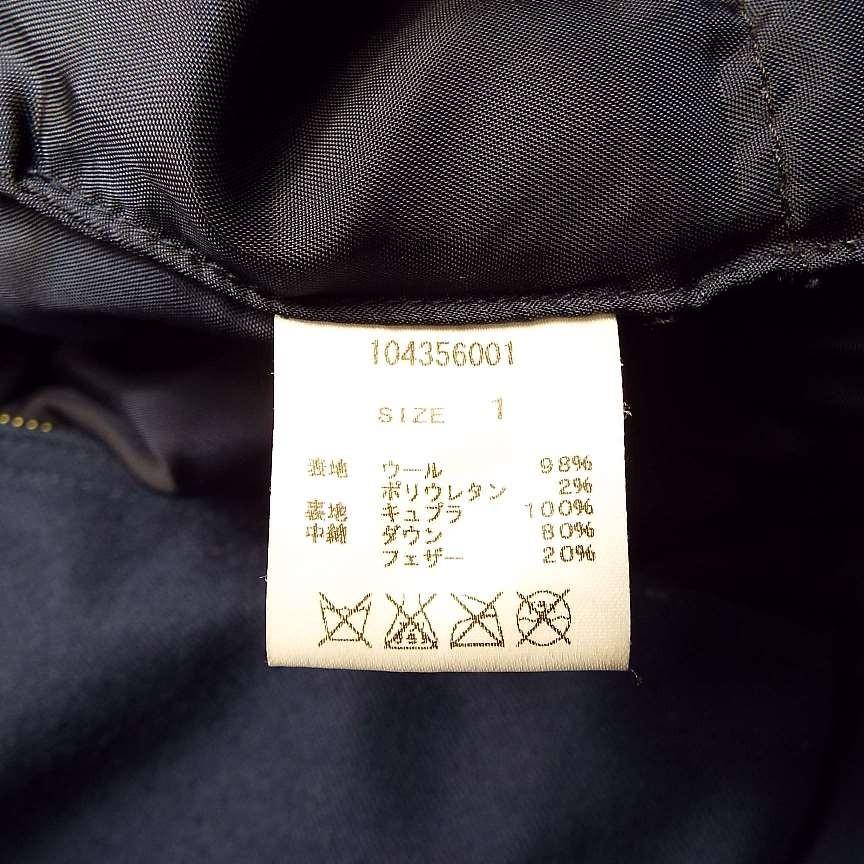 104356001
SIZE 1
表地 ウール 98%
ポリウレタン 2%
表地 キュプラ 100%
中綿 ダウン 80%
フェザー 20%